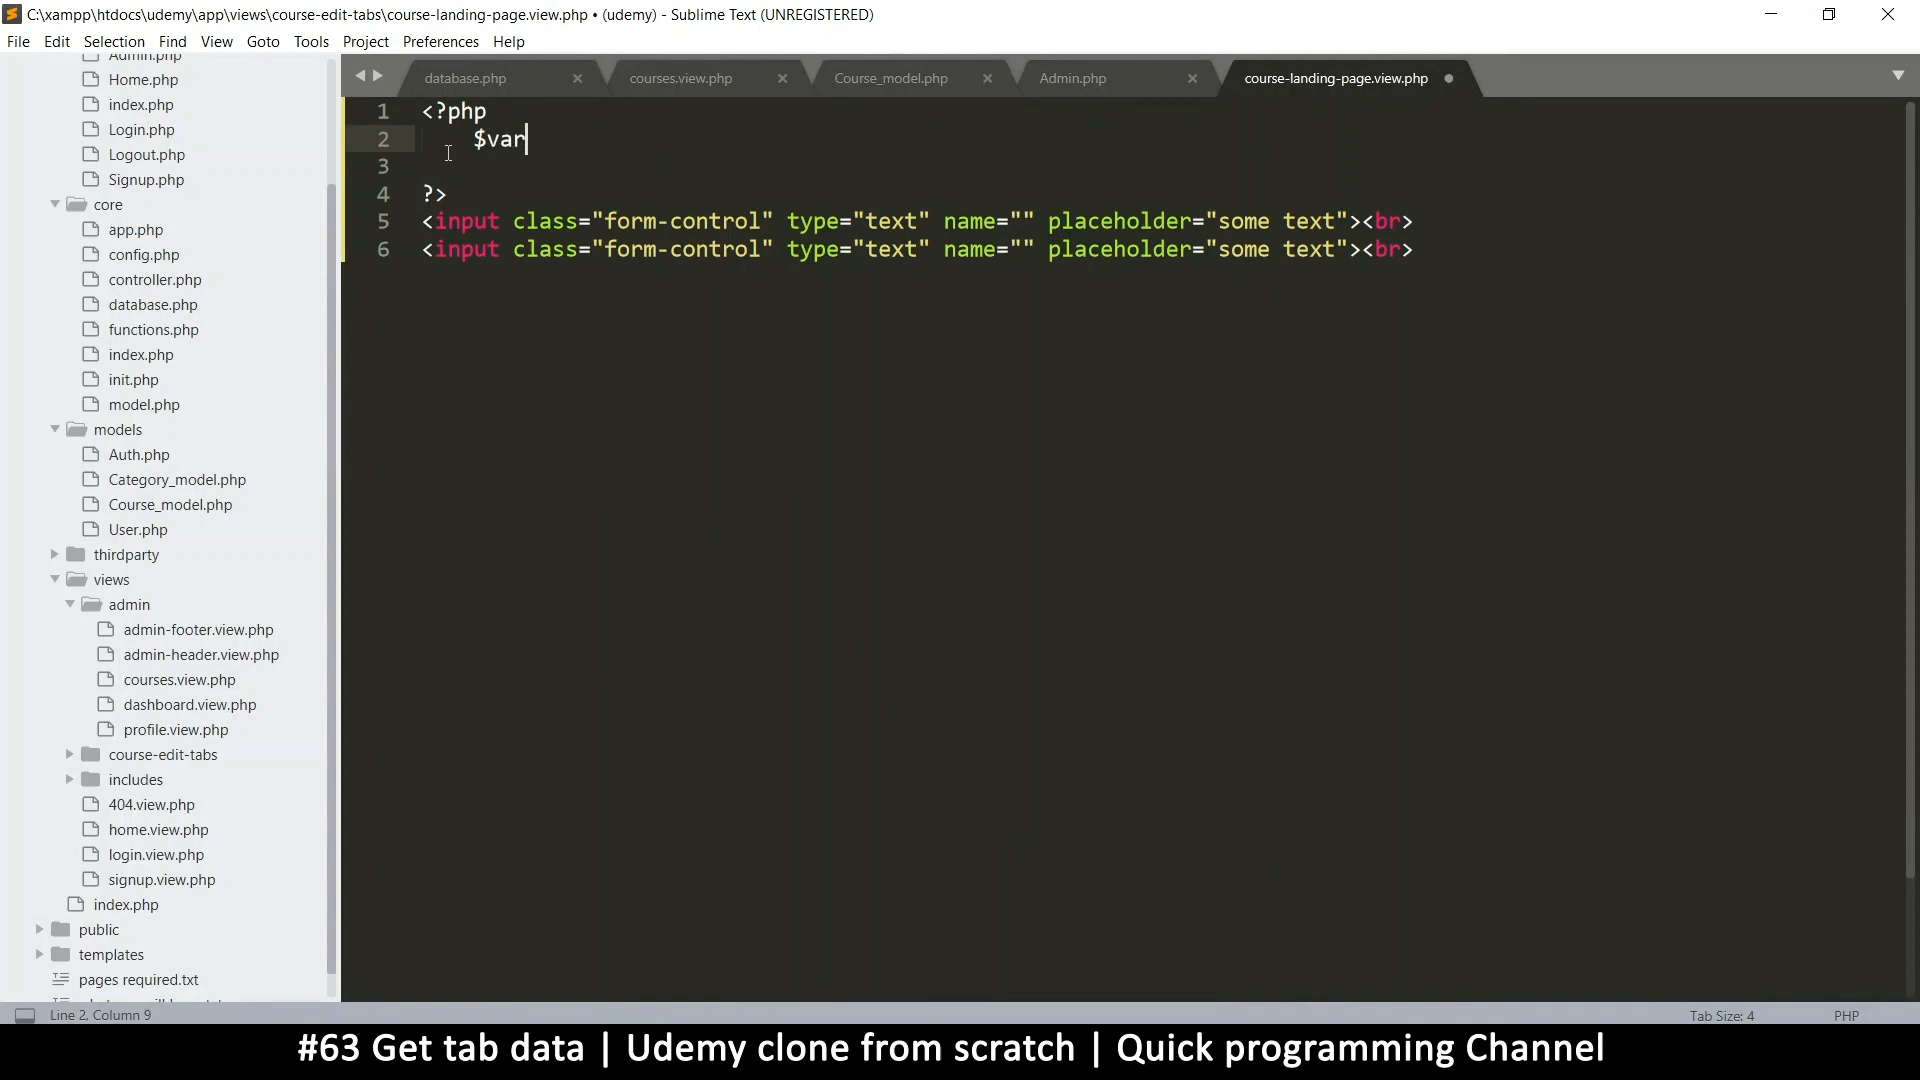 C:\xampp\htdocs\udemy\app\views\course-edit-tabs\course-landing-page.view.php • (udemy) - Sublime Text (UNREGISTERED)
File Edit Selection Find View Goto Tools Project Preferences Help
Admin.php
Home.php
index.php
Login.php
Logout.php
Signup.php
core
app.php
config.php
controller.php
database.php
functions.php
index.php
init.php
model.php
models
Auth.php
Category_model.php
Course_model.php
User.php
thirdparty
views
admin
admin-footer.view.php
admin-header.view.php
courses.view.php
dashboard.view.php
profile.view.php
course-edit-tabs
includes
404.view.php
home.view.php
login.view.php
signup.view.php
index.php
public
templates
pages required.txt
database.php courses.view.php Course_model.php Admin.php course-landing-page.view.php
1 <?php
2 $var
3
4 ?>
5 <input class="form-control" type="text" name="" placeholder="some text"><br>
6 <input class="form-control" type="text" name="" placeholder="some text"><br>
Line 2, Column 9 Tab Size: 4 PHP
#63 Get tab data | Udemy clone from scratch | Quick programming Channel